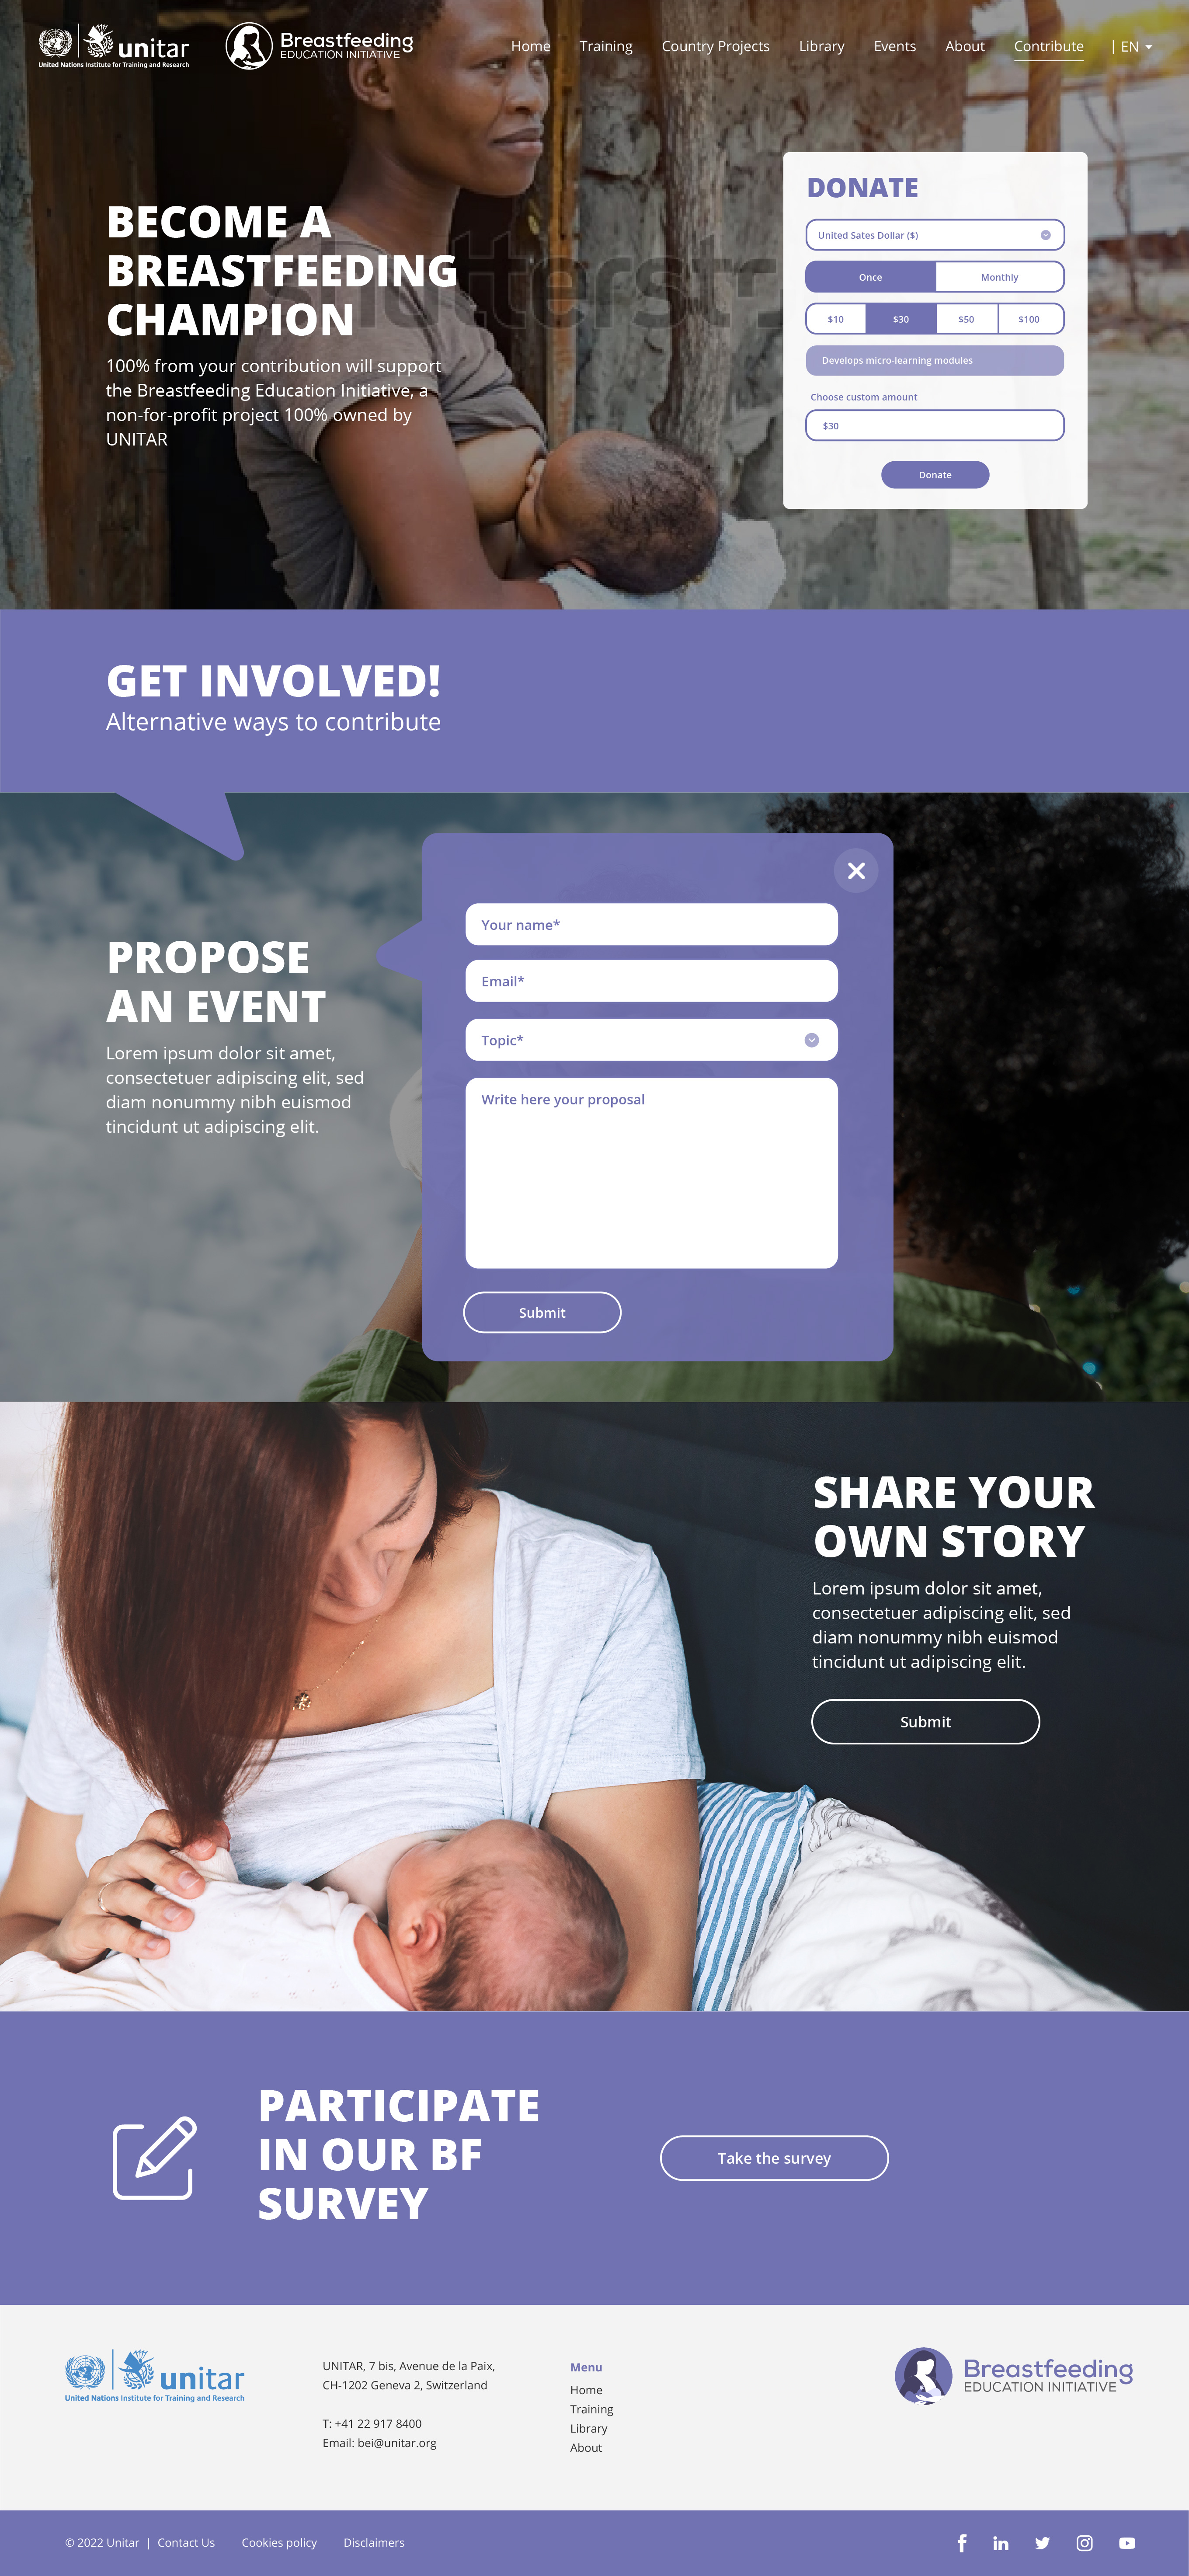 unitar
United Nations Institute for Training and Research
Breastfeeding
EDUCATION INITIATIVE
Home
Training
Country Projects
Library
Events
About
Contribute
| EN
BECOME A
BREASTFEEDING
CHAMPION
100% from your contribution will support
the Breastfeeding Education Initiative, a
non-for-profit project 100% owned by
UNITAR
DONATE
United Sates Dollar ($)
Once
Monthly
$10
$30
$50
$100
Develops micro-learning modules
Choose custom amount
$30
Donate
GET INVOLVED!
Alternative ways to contribute
PROPOSE
AN EVENT
Lorem ipsum dolor sit amet,
consectetuer adipiscing elit, sed
diam nonummy nibh euismod
tincidunt ut adipiscing elit.
Your name*
Email*
Topic*
Write here your proposal
Submit
SHARE YOUR
OWN STORY
Lorem ipsum dolor sit amet,
consectetuer adipiscing elit, sed
diam nonummy nibh euismod
tincidunt ut adipiscing elit.
Submit
PARTICIPATE
IN OUR BF
SURVEY
Take the survey
unitar
United Nations Institute for Training and Research
UNITAR, 7 bis, Avenue de la Paix,
CH-1202 Geneva 2, Switzerland
T: +41 22 917 8400
Email: bei@unitar.org
Menu
Home
Training
Library
About
Breastfeeding
EDUCATION INITIATIVE
© 2022 Unitar | Contact Us
Cookies policy
Disclaimers